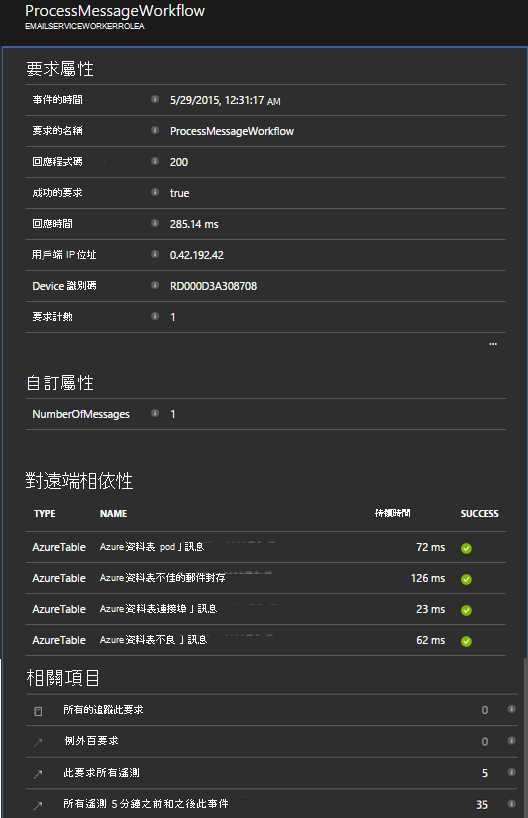 ProcessMessageWorkflow
EMAILSERVICEWORKERROLEA
要求屬性
事件的時間 5/29/2015, 12:31:17 AM
要求的名稱 ProcessMessageWorkflow
回應程式碼 200
成功的要求 true
回應時間 285.14 ms
用戶端 IP 位址 0.42.192.42
Device 識別碼 RD000D3A308708
要求計數 1
...
自訂屬性
NumberOfMessages 1
對遠端相依性
TYPE NAME 持續時間 SUCCESS
AzureTable Azure 資料表 pod」訊息 72 ms
AzureTable Azure 資料表不佳的郵件封存 126 ms
AzureTable Azure 資料表連接埠」訊息 23 ms
AzureTable Azure 資料表不良」訊息 62 ms
相關項目
所有的追蹤此要求 0
例外百要求 0
此要求所有遙測 5
所有遙測 5 分鐘之前和之後此事件 35